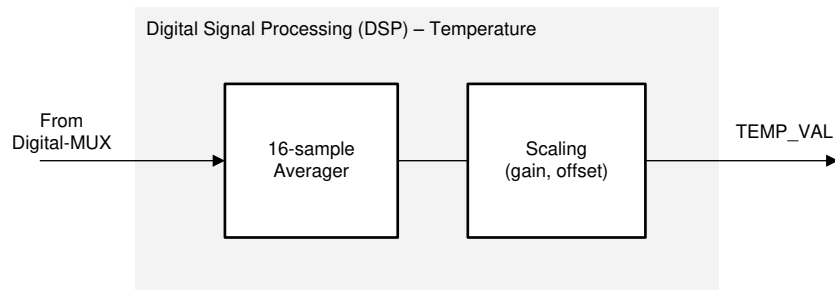 Digital Signal Processing (DSP) – Temperature
From
Digital-MUX
16-sample
Averager
Scaling
(gain, offset)
TEMP_VAL